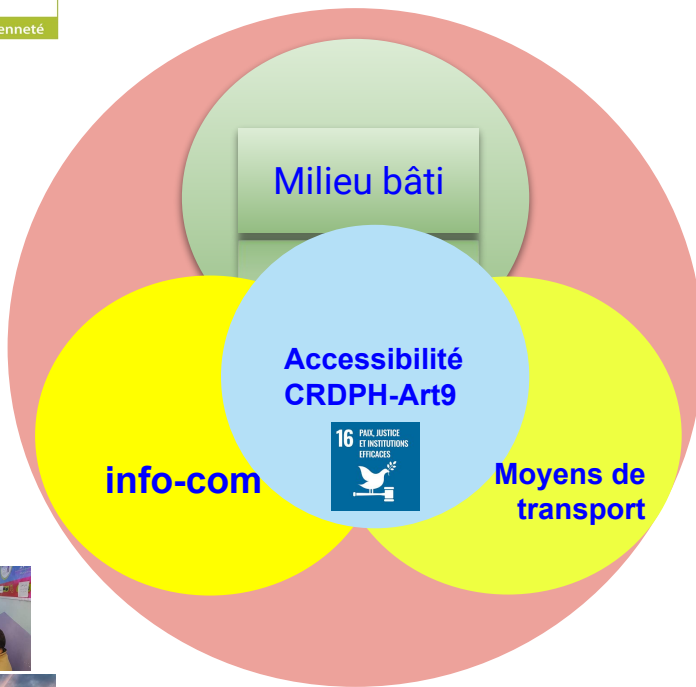 enneté
Milieu bâti
Accessibilité
CRDPH-Art9
16 PAIX, JUSTICE
ET INSTITUTIONS
EFFICACES
info-com
Moyens de
transport